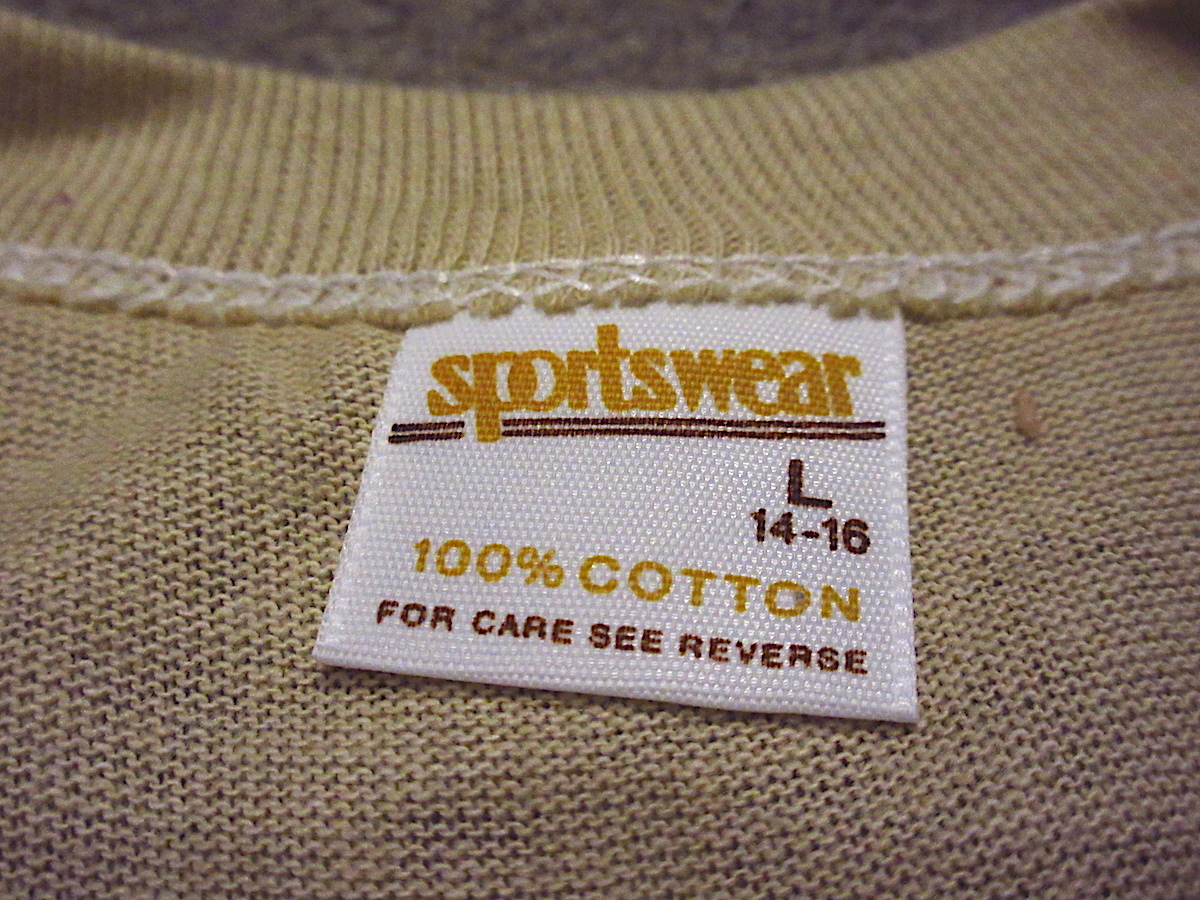 sportswear
L
14-16
100% COTTON
FOR CARE SEE REVERSE